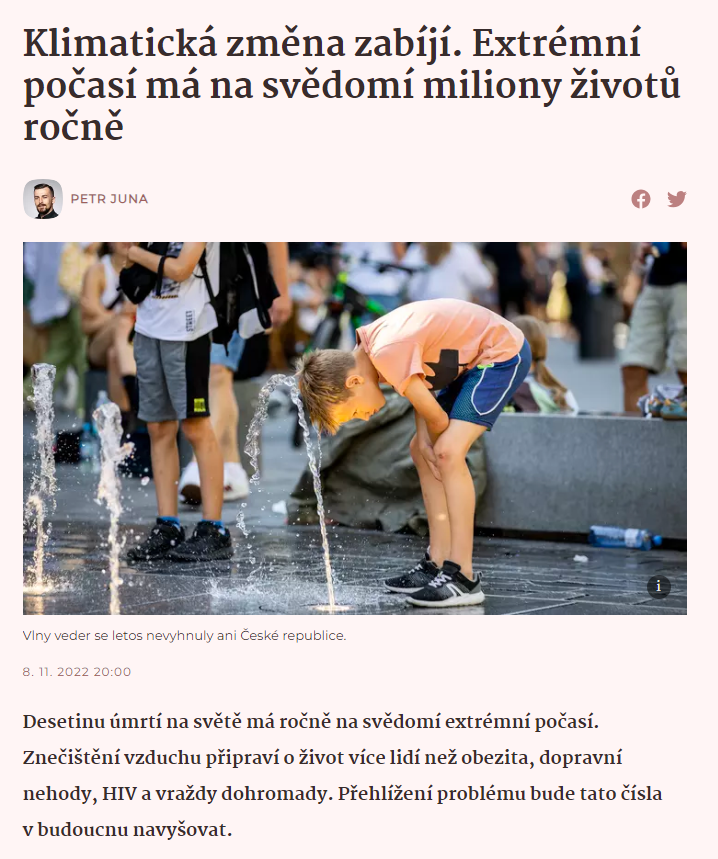 Klimatická změna zabíjí. Extrémní
počasí má na svědomí miliony životů
ročně
PETR JUNA
Vlny veder se letos nevyhnuly ani České republice.
8. 11. 2022 20:00
Desetinu úmrtí na světě má ročně na svědomí extrémní počasí.
Znečištění vzduchu připraví o život více lidí než obezita, dopravní
nehody, HIV a vraždy dohromady. Přehlížení problému bude tato čísla
v budoucnu navyšovat.